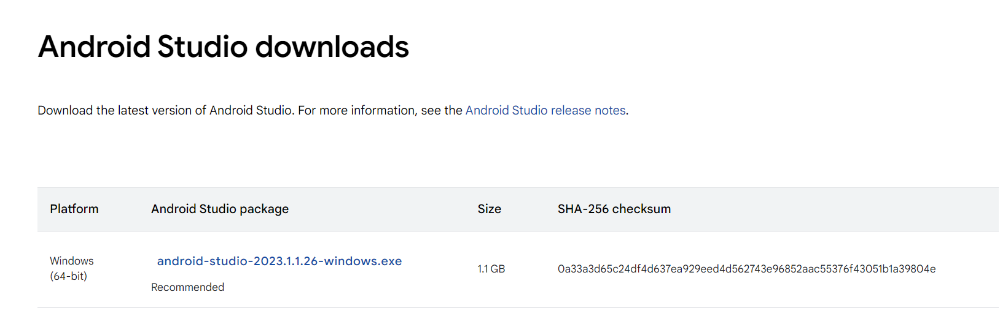 Android Studio downloads
Download the latest version of Android Studio. For more information, see the Android Studio release notes.
Platform Android Studio package Size SHA-256 checksum
Windows
(64-bit)
android-studio-2023.1.1.26-windows.exe
Recommended
1.1 GB
0a33a3d65c24df4d637ea929eed4d562743e96852aac55376f43051b1a39804e